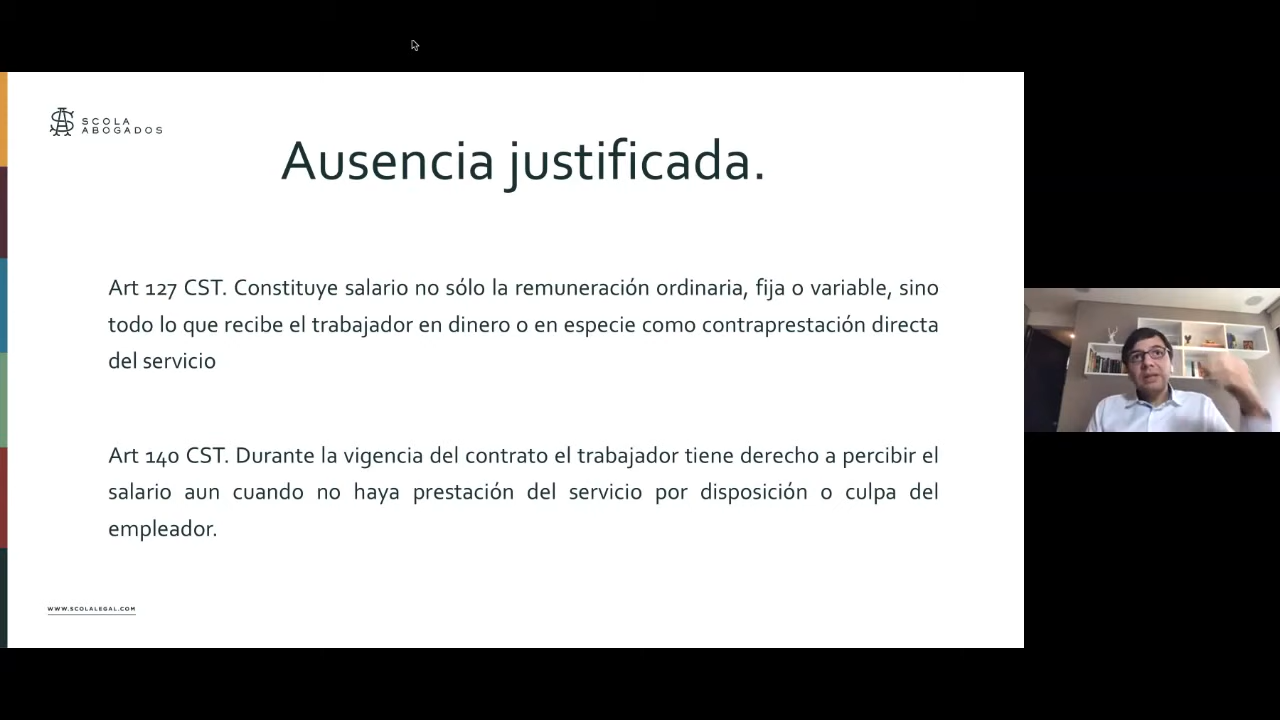 SCOLA
ABOGADOS
Ausencia justificada.
Art 127 CST. Constituye salario no sólo la remuneración ordinaria, fija o variable, sino
todo lo que recibe el trabajador en dinero o en especie como contraprestación directa
del servicio
Art 140 CST. Durante la vigencia del contrato el trabajador tiene derecho a percibir el
salario aun cuando no haya prestación del servicio por disposición o culpa del
empleador.
WWW.SCOLALEGAL.COM